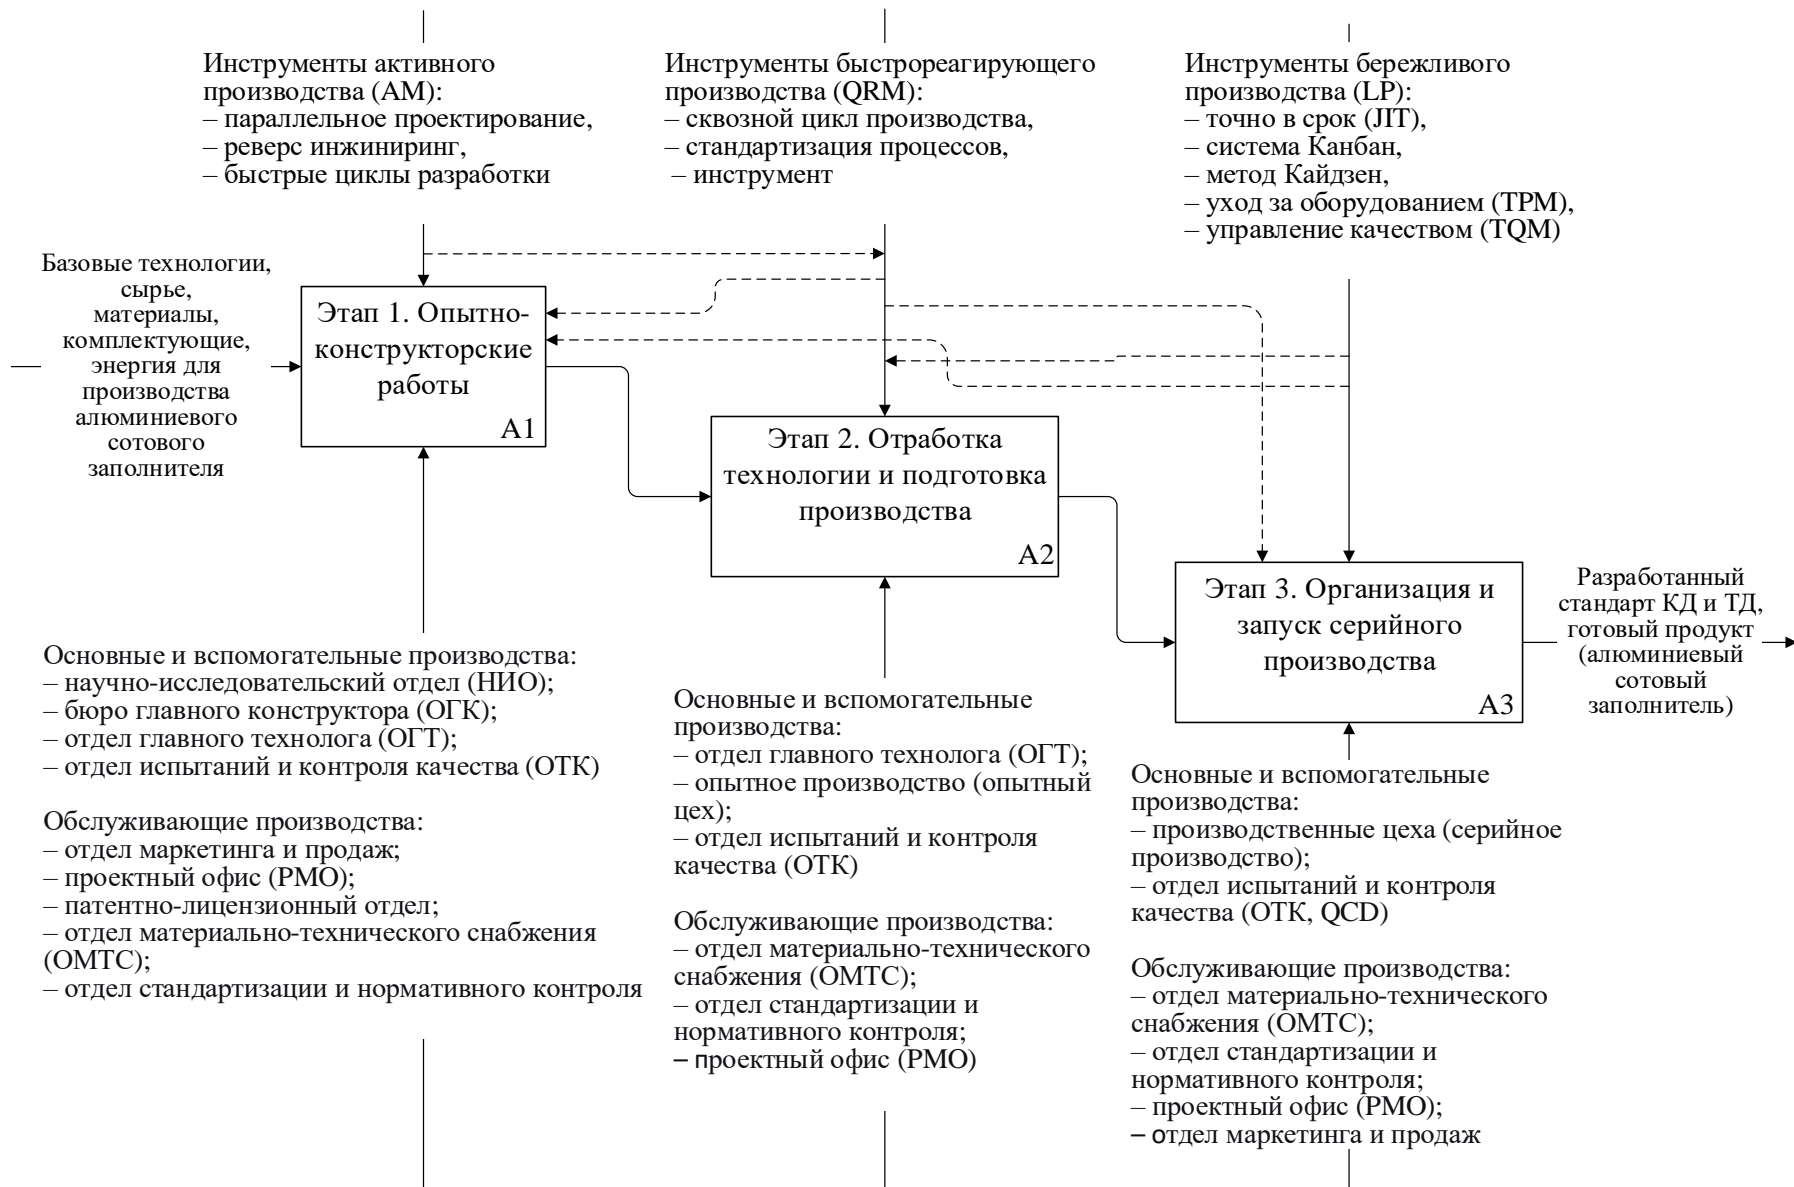 Инструменты активного
производства (AM):
– параллельное проектирование,
– реверс инжиниринг,
– быстрые циклы разработки
Инструменты быстрореагирующего
производства (QRM):
– сквозной цикл производства,
– стандартизация процессов,
– инструмент
Инструменты бережливого
производства (LP):
– точно в срок (JIT),
– система Канбан,
– метод Кайдзен,
– уход за оборудованием (TPM),
– управление качеством (TQM)
Базовые технологии,
сырье,
материалы,
комплектующие,
энергия для
производства
алюминиевого
сотового
заполнителя
Этап 1. Опытно-
конструкторские
работы
А1
Этап 2. Отработка
технологии и подготовка
производства
А2
Этап 3. Организация и
запуск серийного
производства
А3
Разработанный
стандарт КД и ТД,
готовый продукт
(алюминиевый
сотовый
заполнитель)
Основные и вспомогательные производства:
– научно-исследовательский отдел (НИО);
– бюро главного конструктора (ОГК);
– отдел главного технолога (ОГТ);
– отдел испытаний и контроля качества (ОТК)
Обслуживающие производства:
– отдел маркетинга и продаж;
– проектный офис (PMO);
– патентно-лицензионный отдел;
– отдел материально-технического снабжения
(ОМТС);
– отдел стандартизации и нормативного контроля
Основные и вспомогательные
производства:
– отдел главного технолога (ОГТ);
– опытное производство (опытный
цех);
– отдел испытаний и контроля
качества (ОТК)
Обслуживающие производства:
– отдел материально-технического
снабжения (ОМТС);
– отдел стандартизации и
нормативного контроля;
– проектный офис (PMO)
Основные и вспомогательные
производства:
– производственные цеха (серийное
производство);
– отдел испытаний и контроля
качества (ОТК, QCD)
Обслуживающие производства:
– отдел материально-технического
снабжения (ОМТС);
– отдел стандартизации и
нормативного контроля;
– проектный офис (PMO);
– отдел маркетинга и продаж